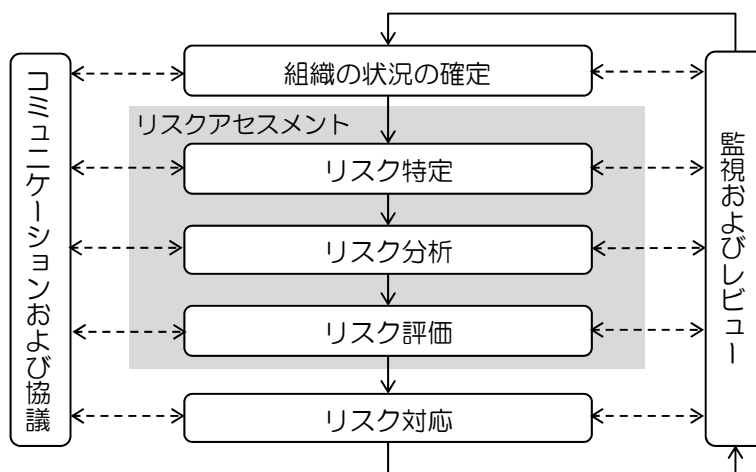 組織の状況の確定
リスクアセスメント
リスク特定
リスク分析
リスク評価
リスク対応
コミュニケーションおよび協議
監視およびレビュー